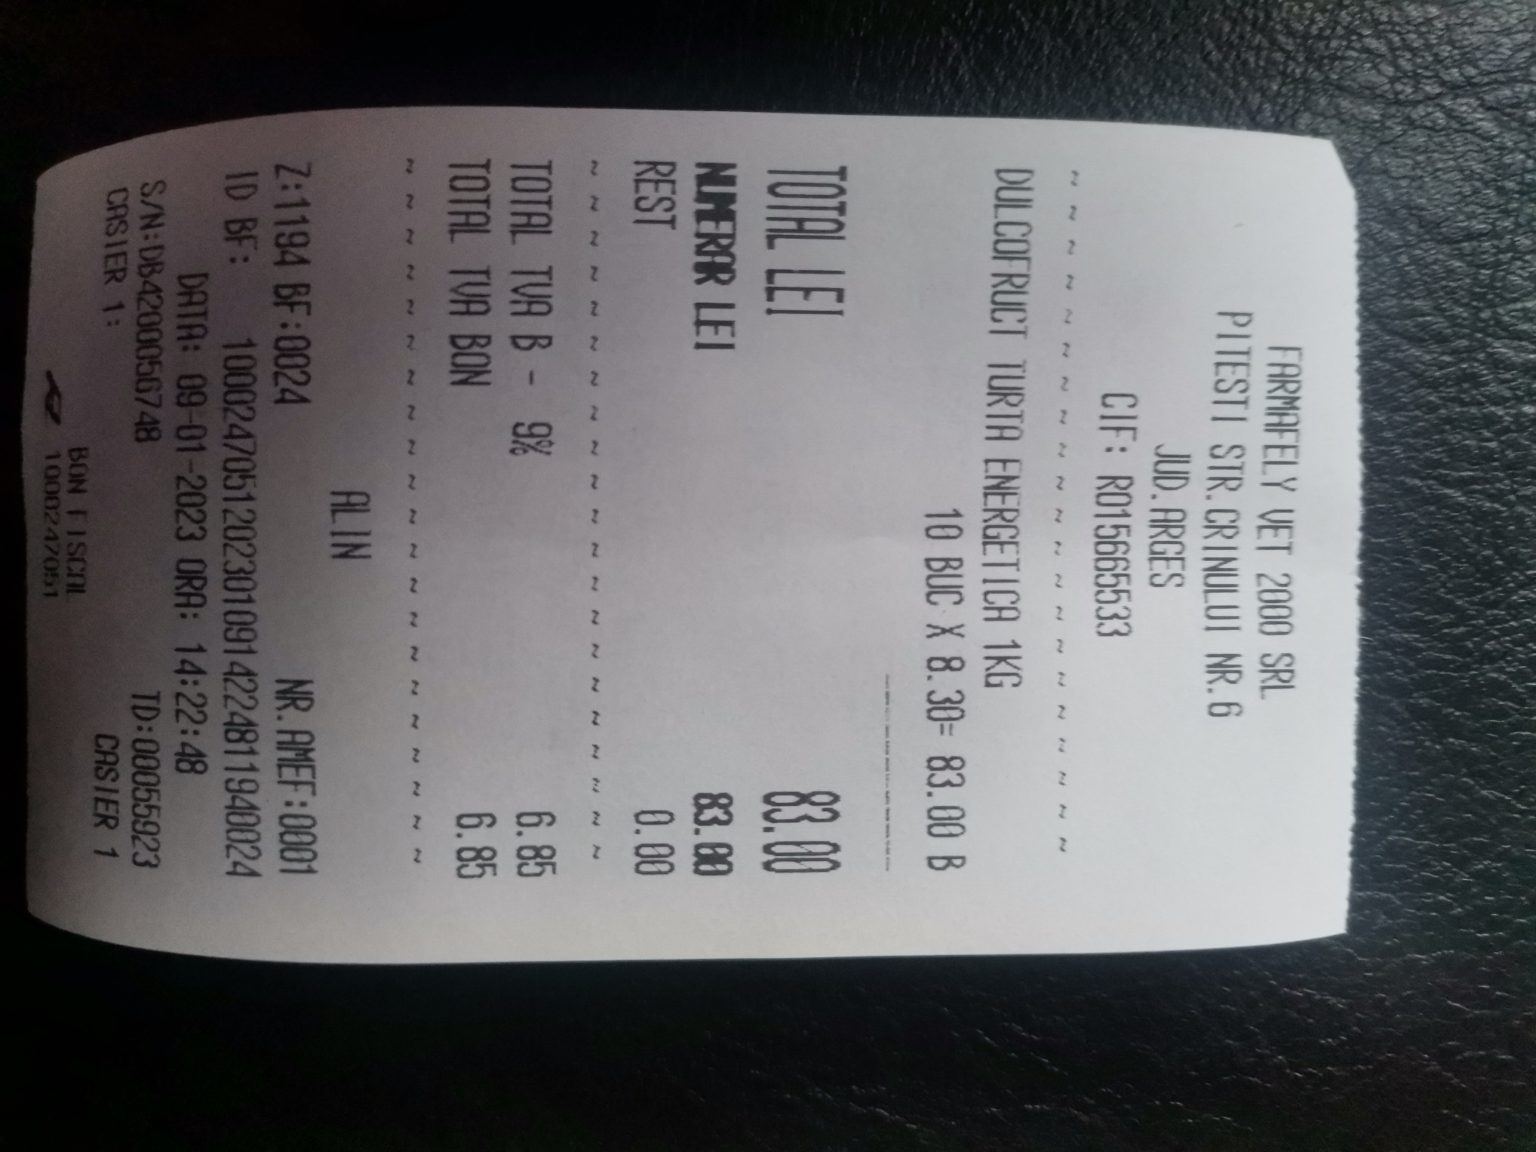 FARMAFELY VET 2000 SRL
PITESTI STR.CRINULUI NR.6
JUD.ARGES
CIF: RO15665533
~ ~ ~ ~ ~ ~ ~ ~ ~ ~ ~ ~ ~ ~ ~ ~ ~ ~ ~ ~
DULCOFRUCT TURTA ENERGETICA 1KG
10 BUC X 8.30= 83.00 B
TOTAL LEI 83.00
NUMERAR LEI 83.00
REST 0.00
~ ~ ~ ~ ~ ~ ~ ~ ~ ~ ~ ~ ~ ~ ~ ~ ~ ~ ~ ~
TOTAL TVA B - 9% 6.85
TOTAL TVA BON 6.85
~ ~ ~ ~ ~ ~ ~ ~ ~ ~ ~ ~ ~ ~ ~ ~ ~ ~ ~ ~
ALIN
Z:1194 BF:0024 NR.AMEF:0001
ID BF: 1000247051202301091422481194 0024
DATA: 09-01-2023 ORA: 14:22:48
S/N:DB4200056748 TD:00055923
CASIER 1: CASIER 1
BON FISCAL
1000247051